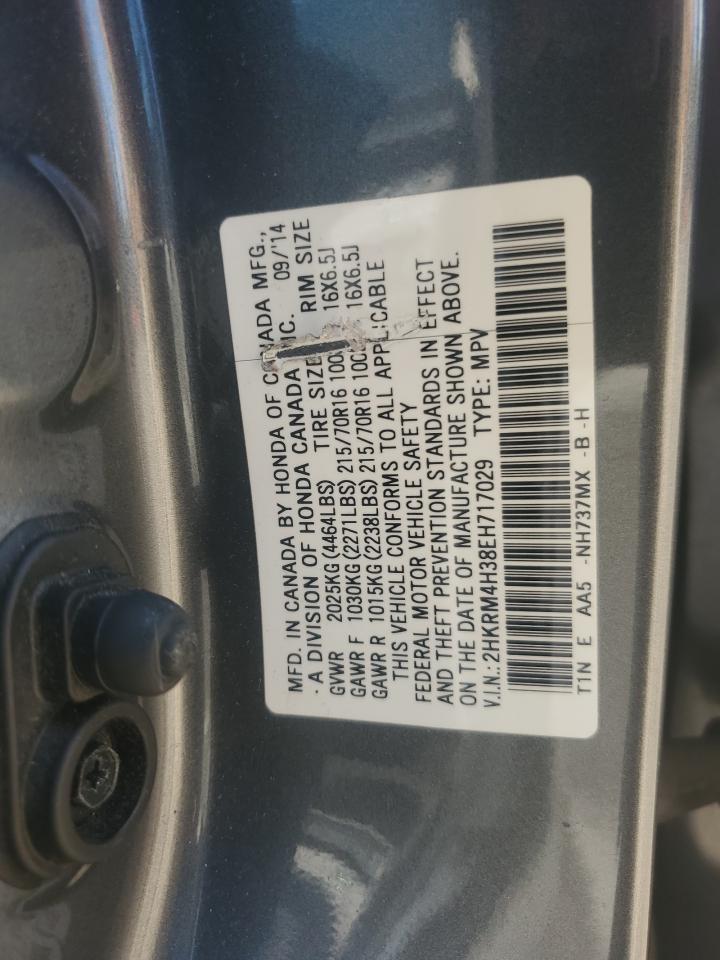 MFD. IN CANADA BY HONDA OF CANADA MFG.,
- A DIVISION OF HONDA CANADA INC. 09/'14
GVWR 2025KG (4464LBS) TIRE SIZE RIM SIZE
GAWR F 1030KG (2271LBS) 215/70R16 16X6.5J
GAWR R 1015KG (2238LBS) 215/70R16 16X6.5J
THIS VEHICLE CONFORMS TO ALL APPLICABLE
FEDERAL MOTOR VEHICLE SAFETY
AND THEFT PREVENTION STANDARDS IN EFFECT
ON THE DATE OF MANUFACTURE SHOWN ABOVE.
V.I.N.: 2HKRM4H38EH717029 TYPE: MPV
T1N E AA5 -NH737MX -B -H